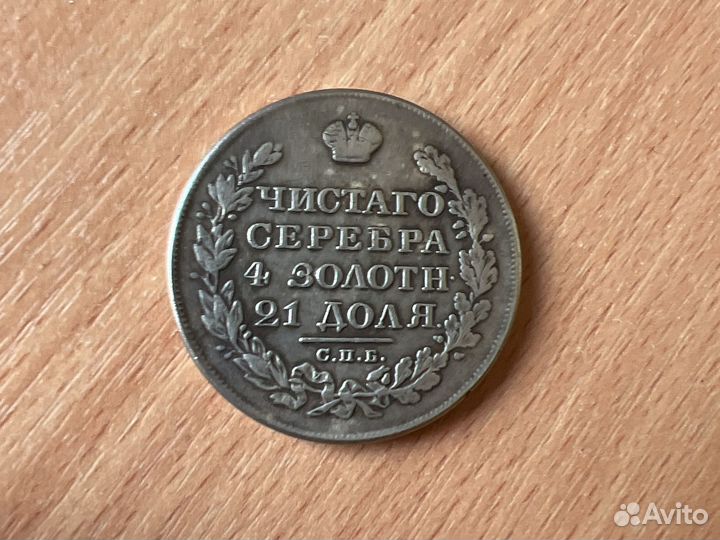 ЧИСТАГО
СЕРЕБРА
4 ЗОЛОТН.
21 ДОЛЯ.
С.П.Б.
Avito